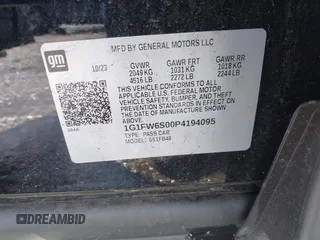 gm
MFD BY GENERAL MOTORS LLC
10/23
GVWR GAWR FRT GAWR RR
2049 KG 1031 KG 1018 KG
4516 LB 2272 LB 2244 LB
THIS VEHICLE CONFORMS TO ALL
APPLICABLE U.S. FEDERAL MOTOR VEHICLE
SAFETY, BUMPER, AND THEFT
PREVENTION STANDARDS IN EFFECT ON
THE DATE OF MANUFACTURE SHOWN ABOVE.
1G1FW6S00P4194095
TYPE: PASS CAR
MODEL: 6S1FB48
DREAMBID